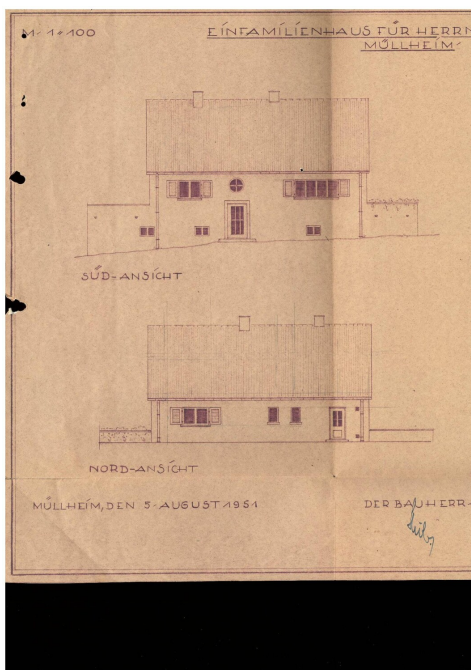 M· 1:100
EINFAMILIENHAUS FÜR HERRN
MÜLLHEIM·
SÜD-ANSICHT
NORD-ANSICHT
MÜLLHEIM, DEN 5·AUGUST 1951
DER BAUHERR·